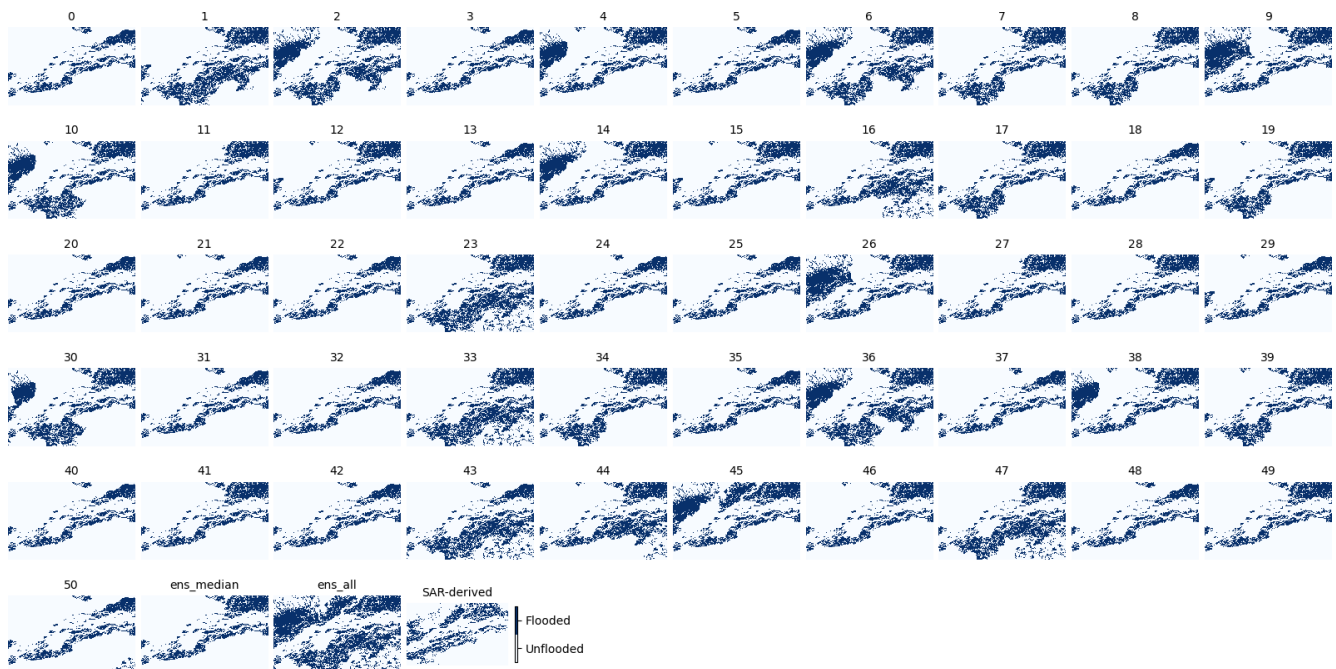 0 1 2 3 4 5 6 7 8 9
10 11 12 13 14 15 16 17 18 19
20 21 22 23 24 25 26 27 28 29
30 31 32 33 34 35 36 37 38 39
40 41 42 43 44 45 46 47 48 49
50 ens_median ens_all SAR-derived
Flooded
Unflooded